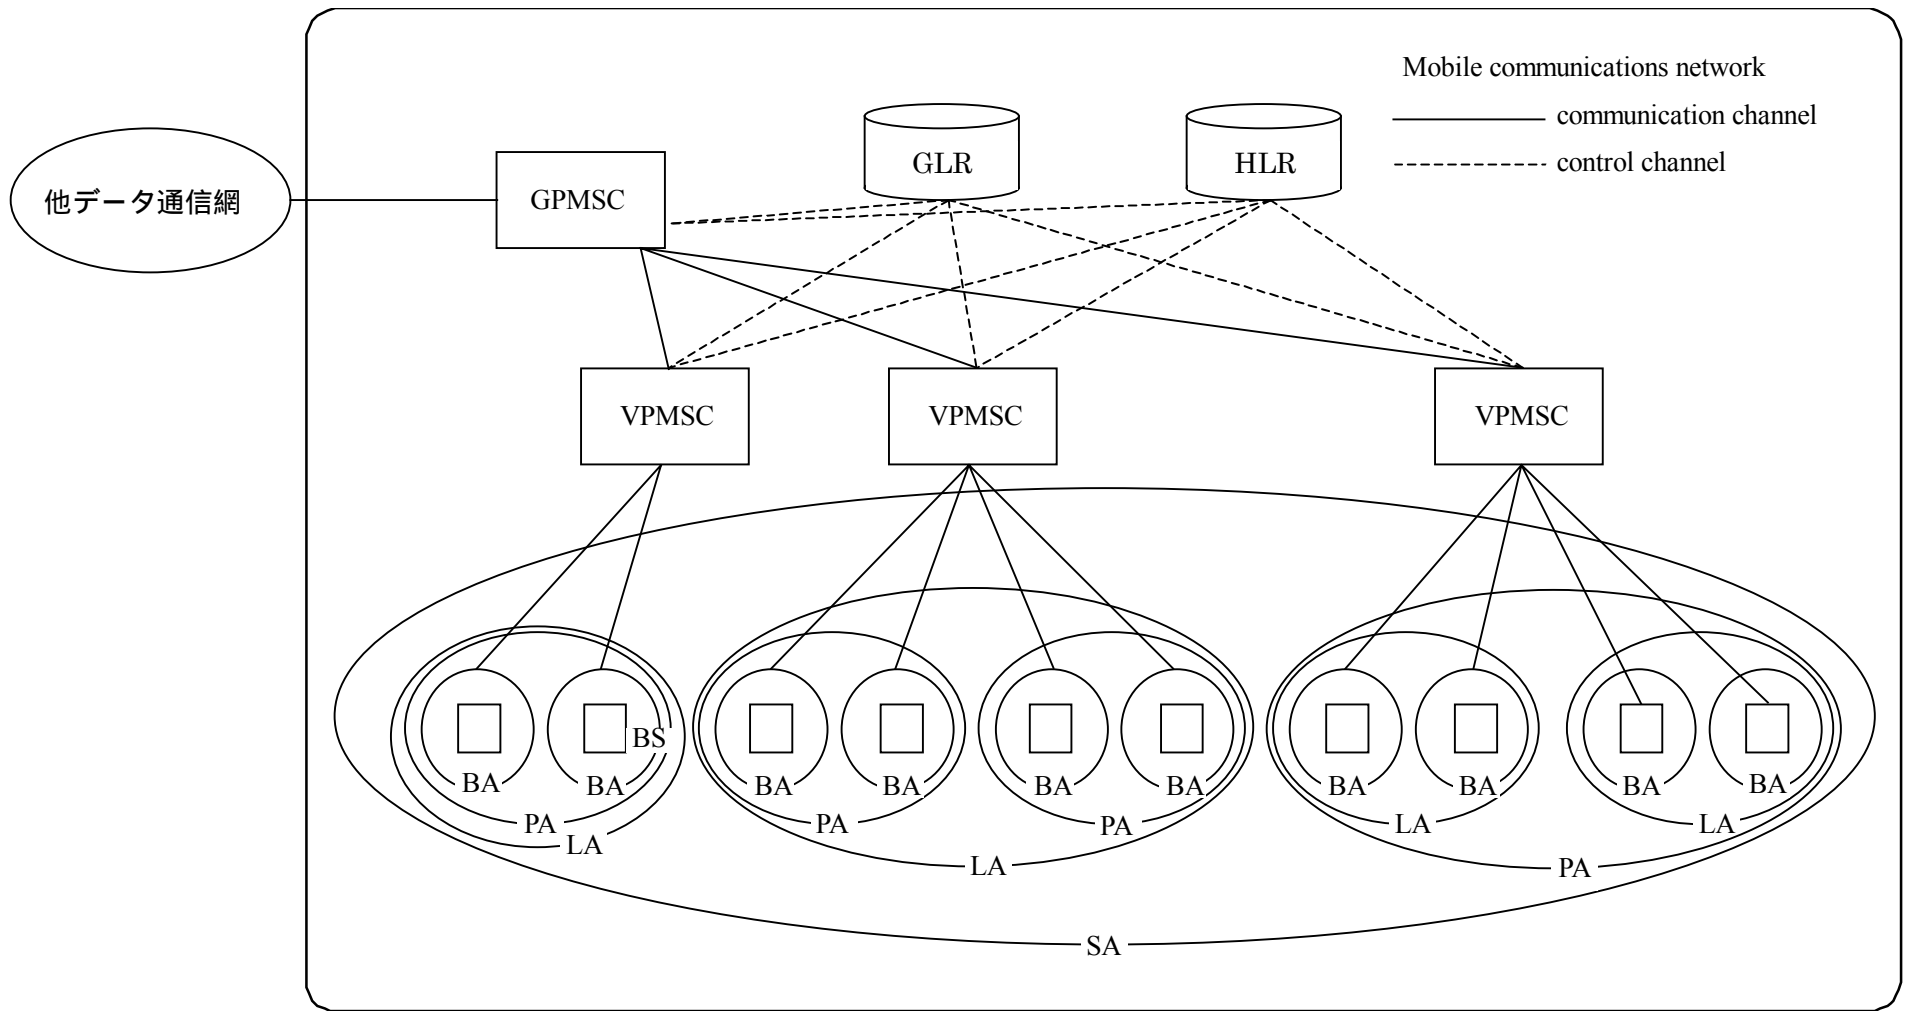 Mobile communications network
communication channel
control channel
GLR
HLR
他データ通信網
GPMSC
VPMSC
VPMSC
VPMSC
BS
BA
BA
BA
BA
BA
BA
BA
BA
BA
BA
PA
PA
PA
LA
LA
LA
LA
PA
SA